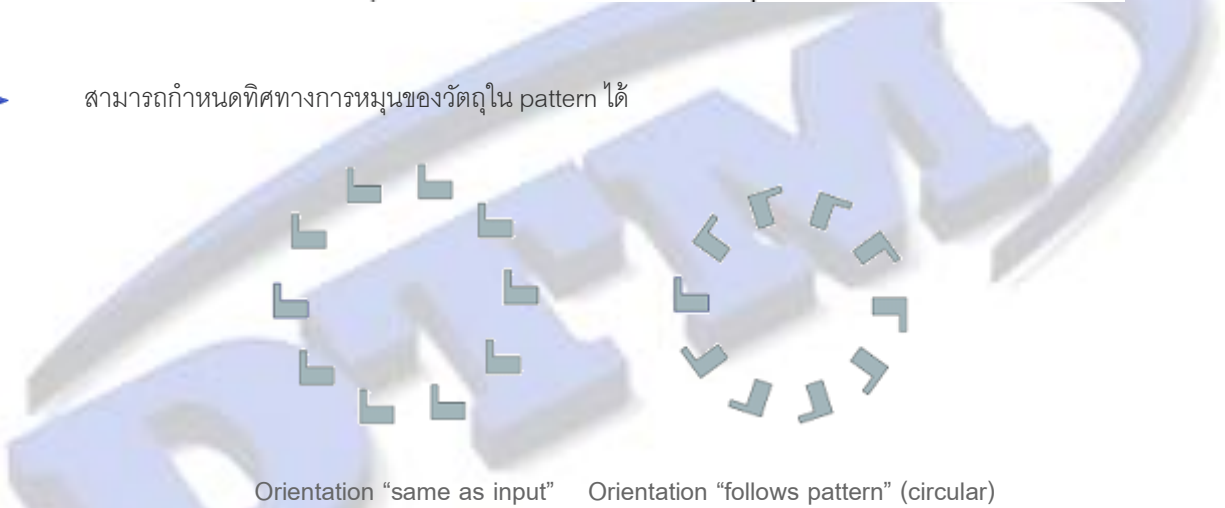 สามารถกำหนดทิศทางการหมุนของวัตถุใน pattern ได้
DTM
Orientation “same as input” Orientation “follows pattern” (circular)